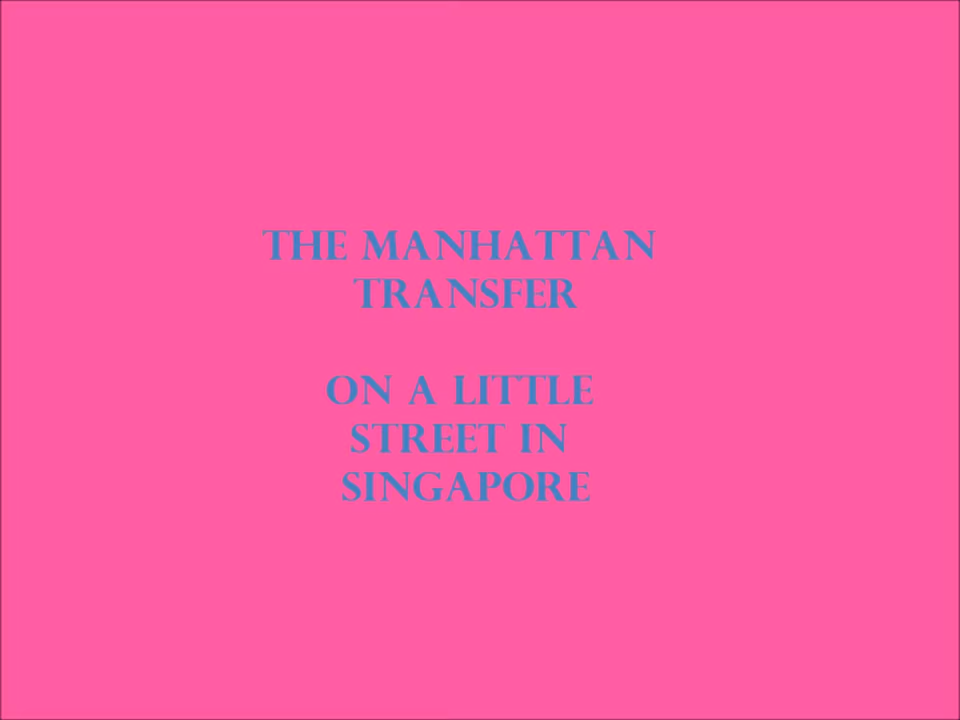 THE MANHATTAN
TRANSFER
ON A LITTLE
STREET IN
SINGAPORE